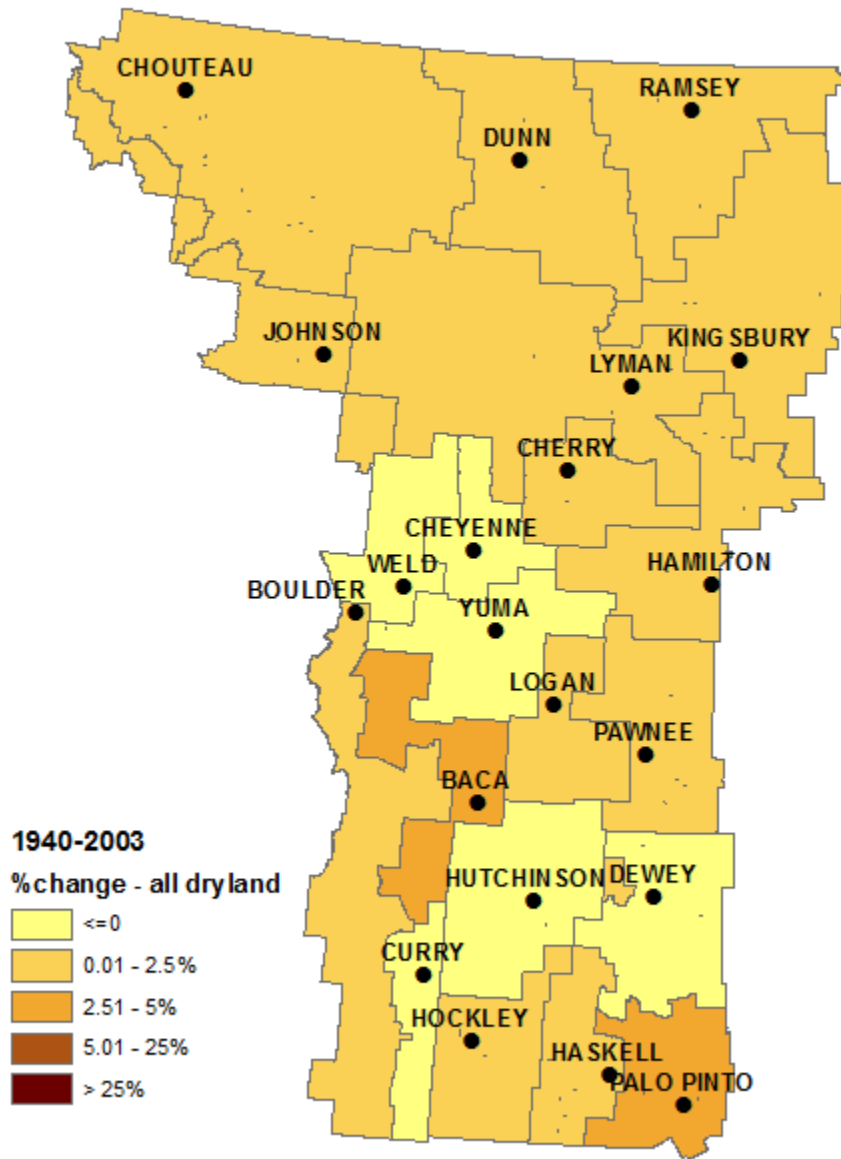 CHOUTEAU
RAMSEY
DUNN
JOHNSON
KINGSBURY
LYMAN
CHERRY
CHEYENNE
WELD
HAMILTON
BOULDER
YUMA
LOGAN
PAWNEE
BACA
1940-2003
%change - all dryland
<=0
0.01 - 2.5%
2.51 - 5%
5.01 - 25%
> 25%
HUTCHINSON
DEWEY
CURRY
HOCKLEY
HASKELL
PALO PINTO